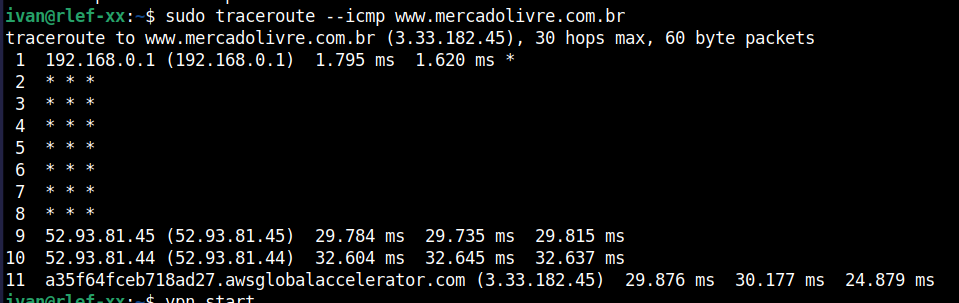 ivan@rlef-xx:~$ sudo traceroute --icmp www.mercadolivre.com.br
traceroute to www.mercadolivre.com.br (3.33.182.45), 30 hops max, 60 byte packets
 1  192.168.0.1 (192.168.0.1)  1.795 ms  1.620 ms *
 2  * * *
 3  * * *
 4  * * *
 5  * * *
 6  * * *
 7  * * *
 8  * * *
 9  52.93.81.45 (52.93.81.45)  29.784 ms  29.735 ms  29.815 ms
10  52.93.81.44 (52.93.81.44)  32.604 ms  32.645 ms  32.637 ms
11  a35f64fceb718ad27.awsglobalaccelerator.com (3.33.182.45)  29.876 ms  30.177 ms  24.879 ms
ivan@rlef-xx:~$ vpn start